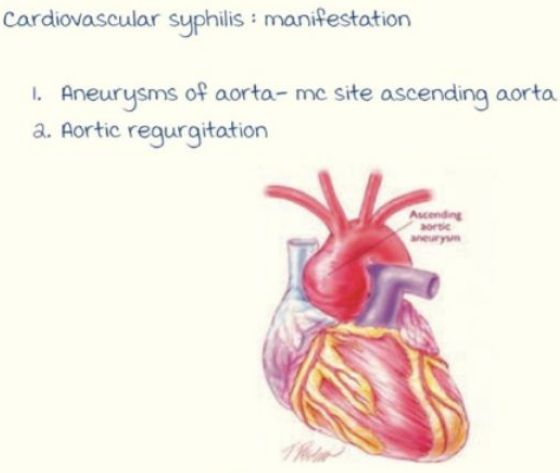 Cardiovascular syphilis : manifestation
1. Aneurysms of aorta- mc site ascending aorta
2. Aortic regurgitation
Ascending
aortic
aneurysm